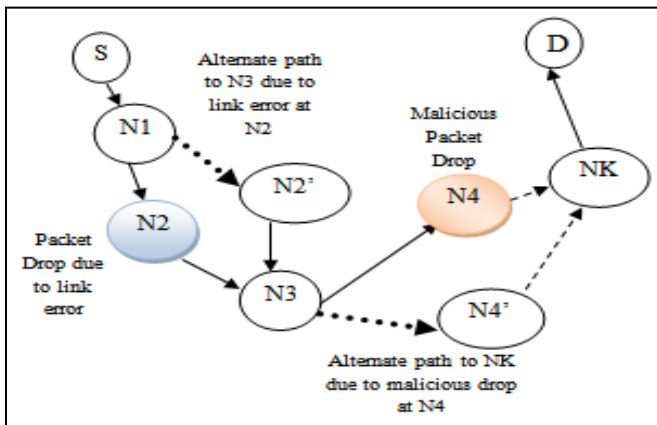 S
D
Alternate path
to N3 due to
link error at
N2
N1
Malicious
Packet
Drop
N2’
N4
NK
N2
Packet
Drop due
to link
error
N3
N4’
Alternate path to NK
due to malicious drop
at N4